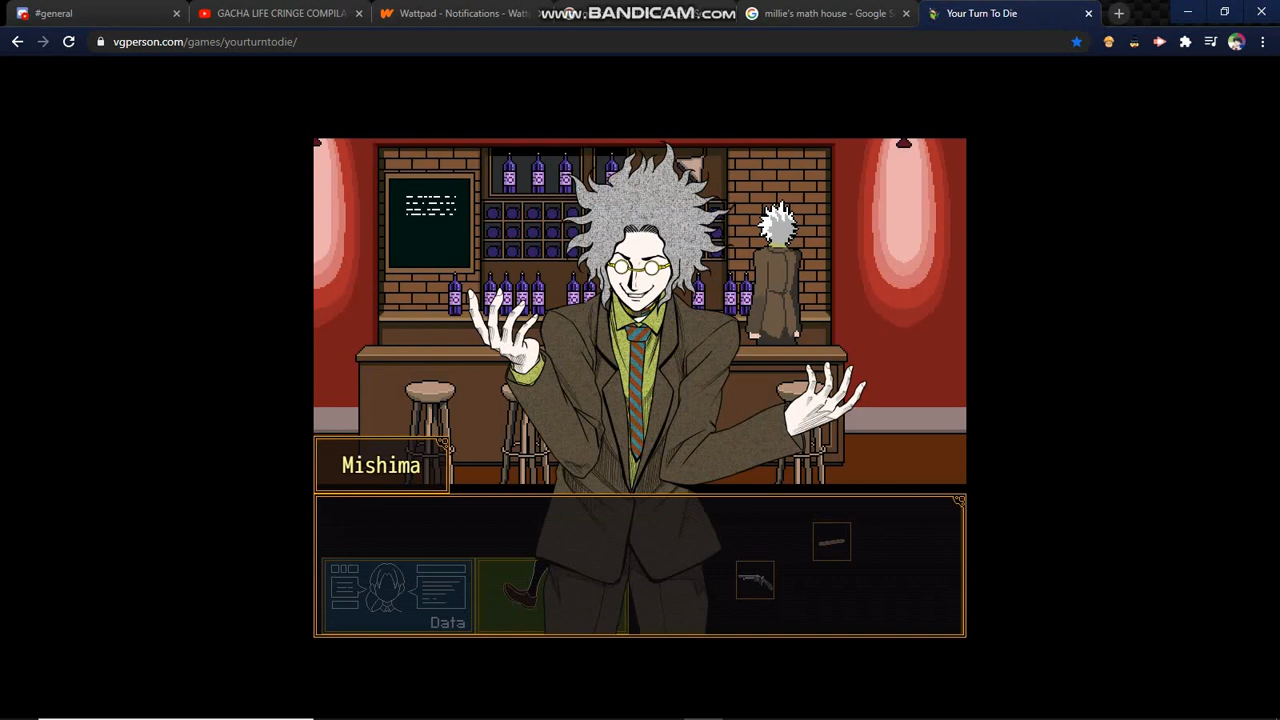 #general
GACHA LIFE CRINGE COMPILA
Wattpad - Notifications - Watt
www.BANDICAM.com
millie's math house - Google S
Your Turn To Die
vgperson.com/games/yourturntodie/
Mishima
Data